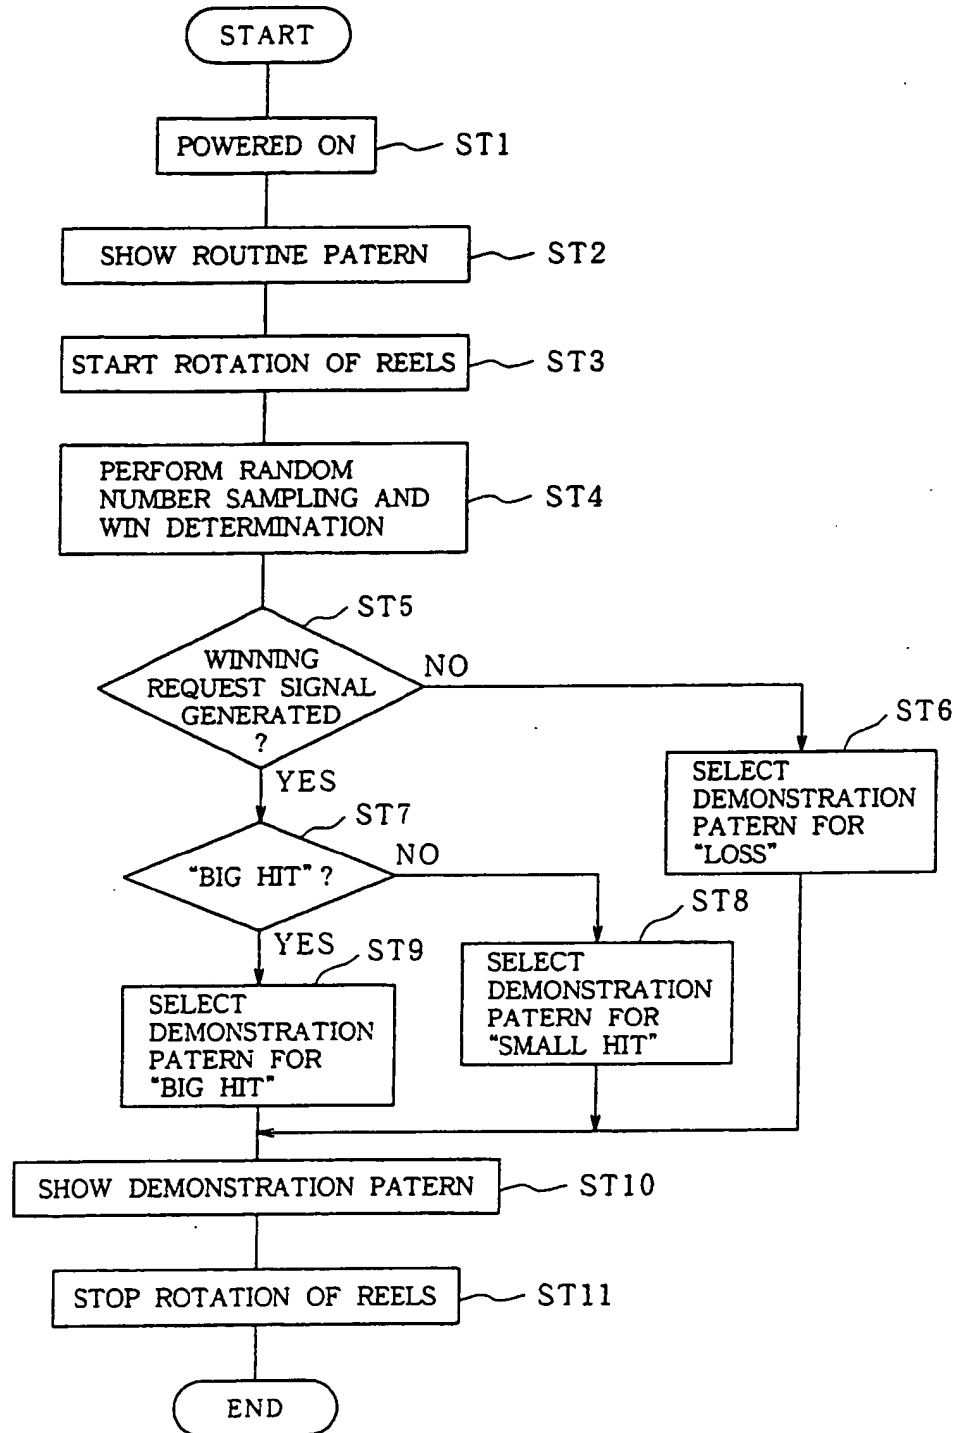 START
POWERED ON
ST1
SHOW ROUTINE PATERN
ST2
START ROTATION OF REELS
ST3
PERFORM RANDOM
NUMBER SAMPLING AND
WIN DETERMINATION
ST4
ST5
WINNING
REQUEST SIGNAL
GENERATED
?
NO
YES
ST6
SELECT
DEMONSTRATION
PATERN FOR
“LOSS”
ST7
“BIG HIT” ?
NO
YES
ST8
SELECT
DEMONSTRATION
PATERN FOR
“SMALL HIT”
ST9
SELECT
DEMONSTRATION
PATERN FOR
“BIG HIT”
SHOW DEMONSTRATION PATERN
ST10
STOP ROTATION OF REELS
ST11
END